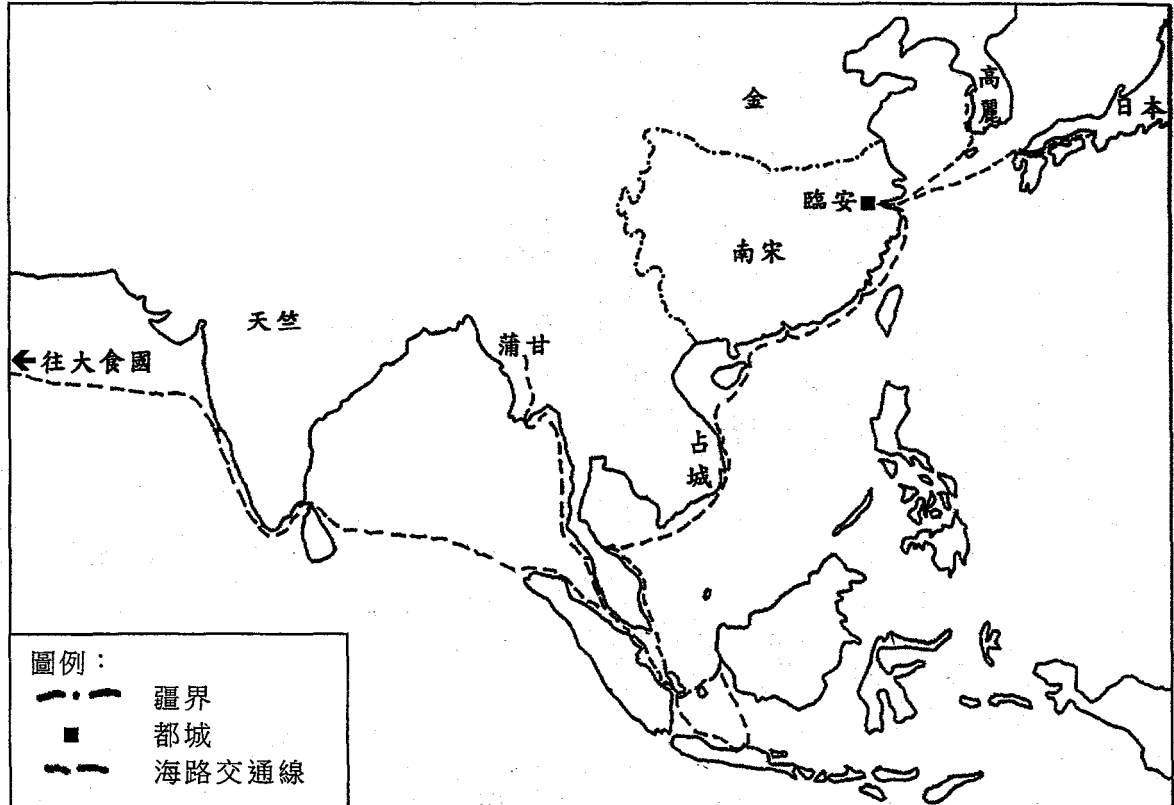 金
高麗
日本
臨安
南宋
天竺
蒲甘
←往大食國
占城
圖例：
疆界
都城
海路交通線